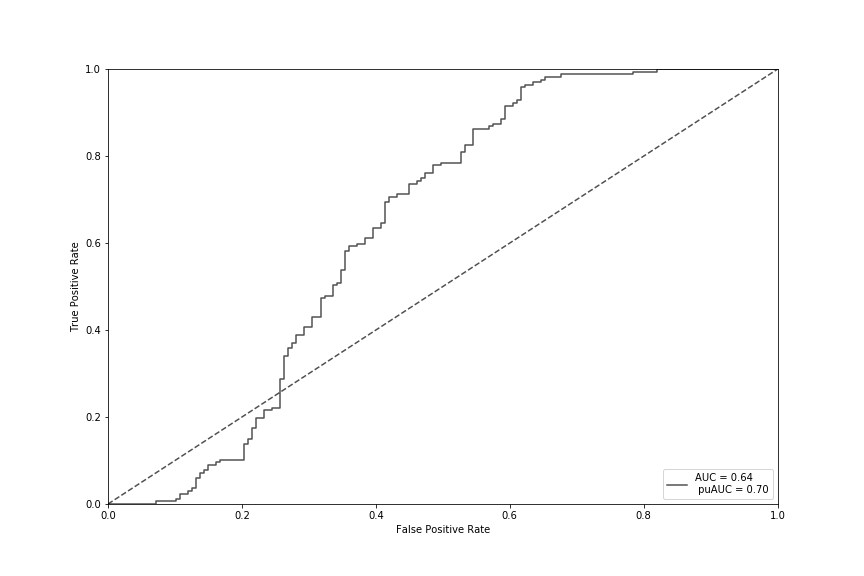 1.0
0.8
0.6
0.4
0.2
0.0
True Positive Rate
AUC = 0.64
puAUC = 0.70
0.0 0.2 0.4 0.6 0.8 1.0
False Positive Rate